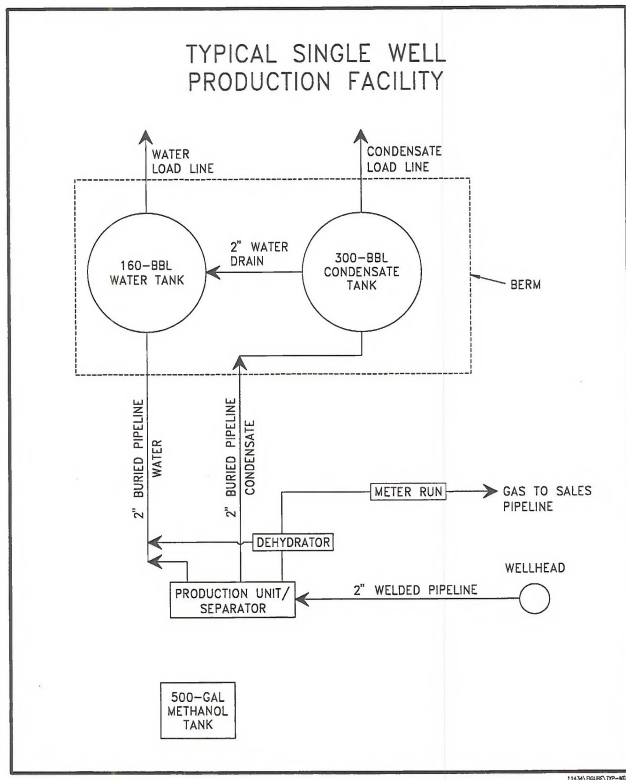 TYPICAL SINGLE WELL
PRODUCTION FACILITY
WATER
LOAD LINE
CONDENSATE
LOAD LINE
160-BBL
WATER TANK
2" WATER
DRAIN
300-BBL
CONDENSATE
TANK
BERM
2" BURIED PIPELINE
WATER
2" BURIED PIPELINE
CONDENSATE
METER RUN
GAS TO SALES
PIPELINE
DEHYDRATOR
WELLHEAD
PRODUCTION UNIT/
SEPARATOR
2" WELDED PIPELINE
500-GAL
METHANOL
TANK